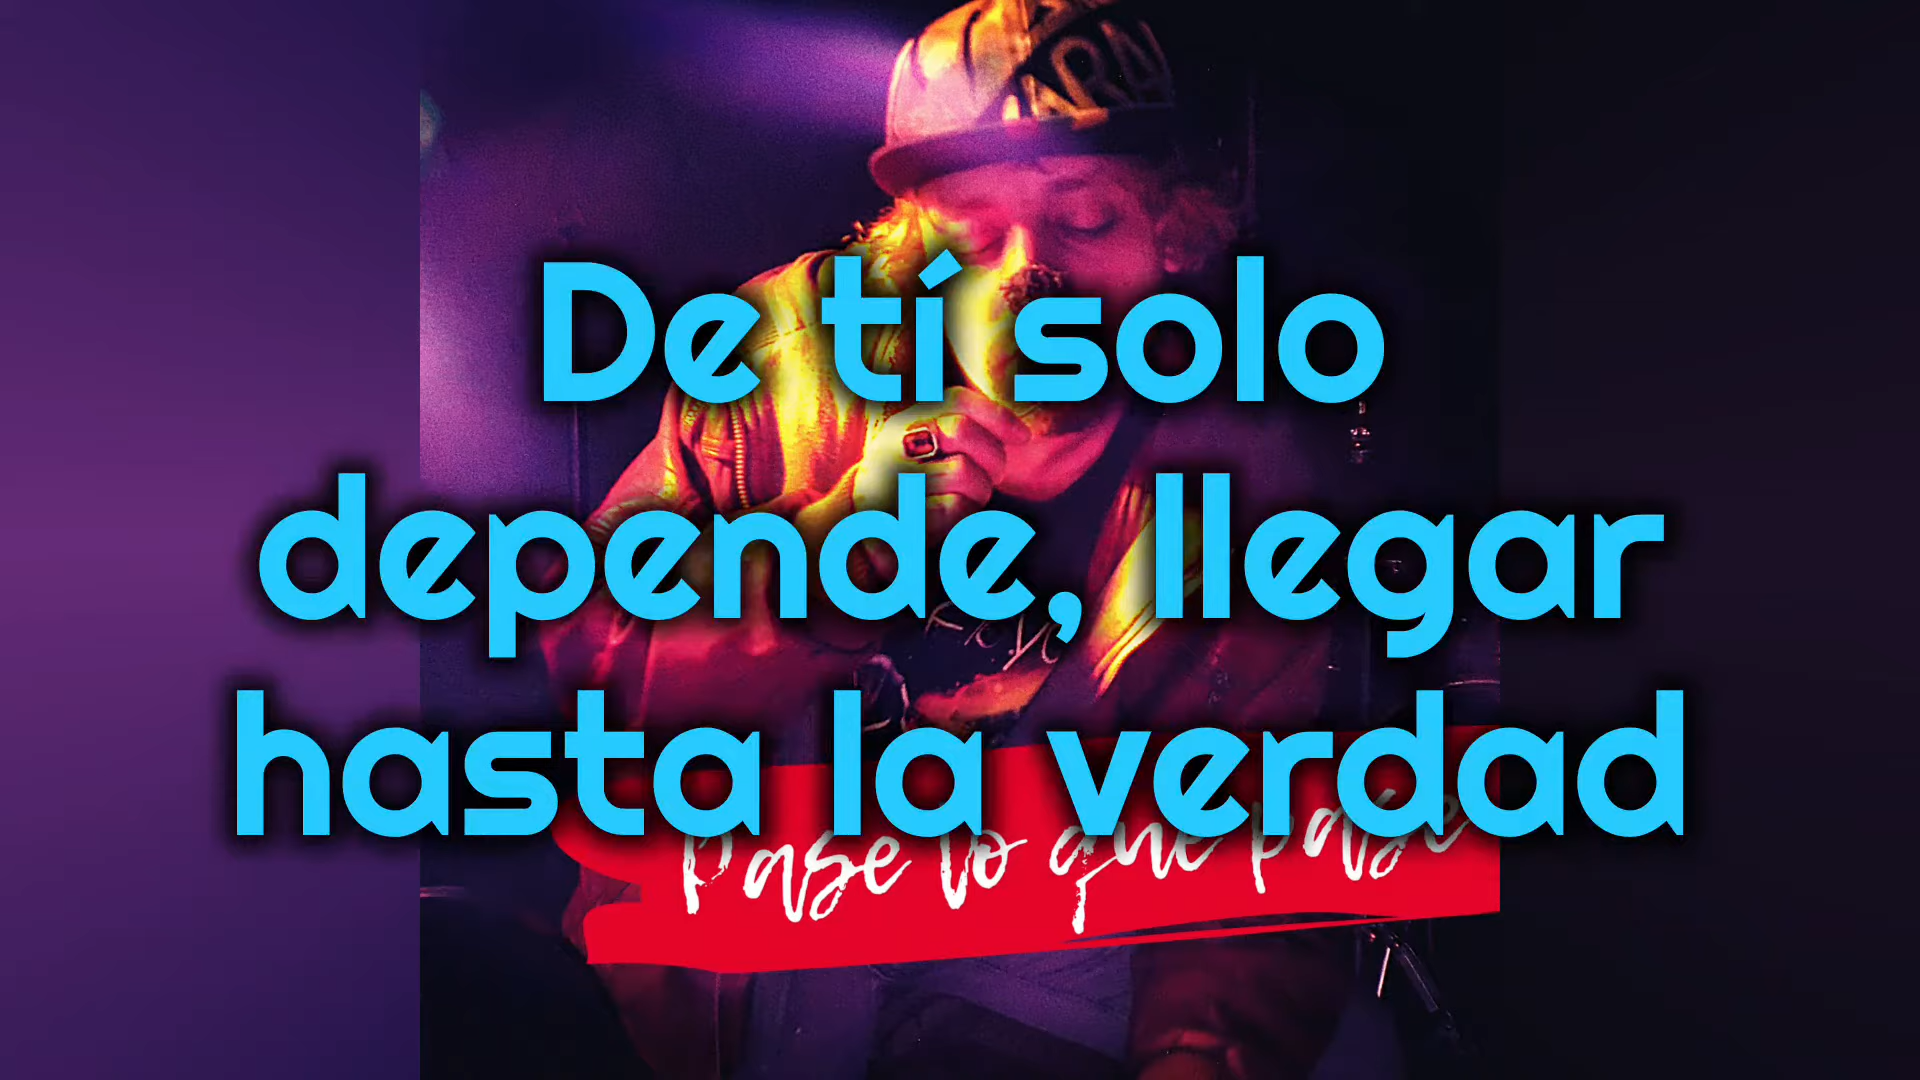 De tí solo
depende, llegar
hasta la verdad
Pase lo que pase